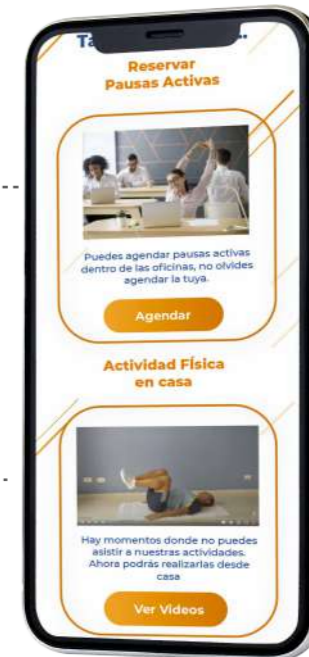 Reservar
Pausas Activas
Puedes agendar pausas activas
dentro de las oficinas, no olvides
agendar la tuya.
Agendar
Actividad Física
en casa
Hay momentos donde no puedes
asistir a nuestras actividades.
Ahora podrás realizarlas desde
casa
Ver Videos